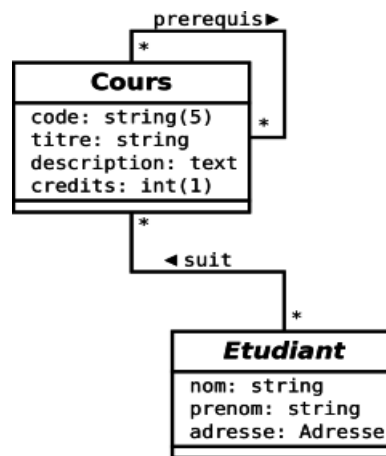 prerequis►
*
Cours
*
code: string(5)
titre: string
description: text
credits: int(1)
*
◄ suit
*
Etudiant
nom: string
prenom: string
adresse: Adresse